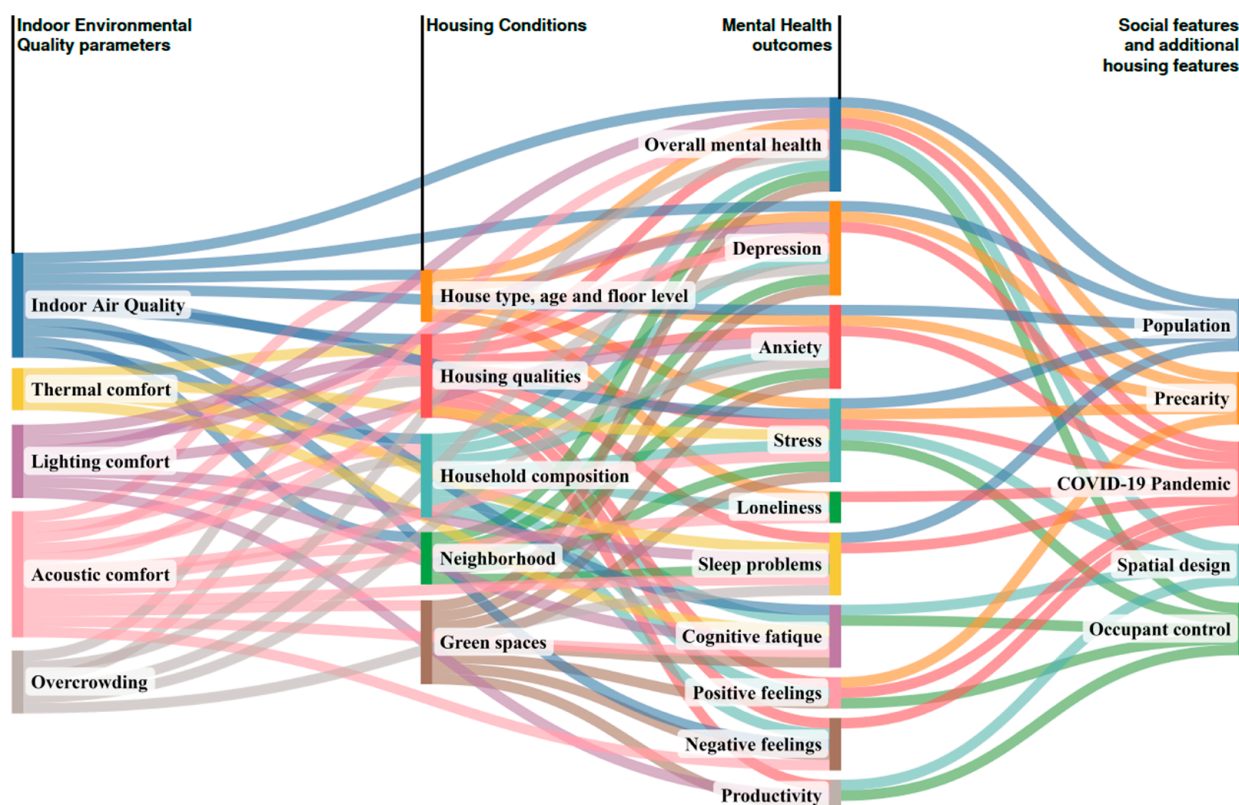 Indoor Environmental
Quality parameters
Housing Conditions
Mental Health
outcomes
Social features
and additional
housing features
Indoor Air Quality
Thermal comfort
Lighting comfort
Acoustic comfort
Overcrowding
House type, age and floor level
Housing qualities
Household composition
Neighborhood
Green spaces
Overall mental health
Depression
Anxiety
Stress
Loneliness
Sleep problems
Cognitive fatique
Positive feelings
Negative feelings
Productivity
Population
Precarity
COVID-19 Pandemic
Spatial design
Occupant control